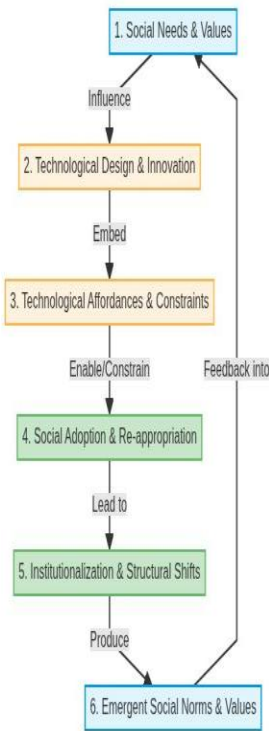 1. Social Needs & Values
Influence
2. Technological Design & Innovation
Embed
3. Technological Affordances & Constraints
Enable/Constrain
Feedback into
4. Social Adoption & Re-appropriation
Lead to
5. Institutionalization & Structural Shifts
Produce
6. Emergent Social Norms & Values